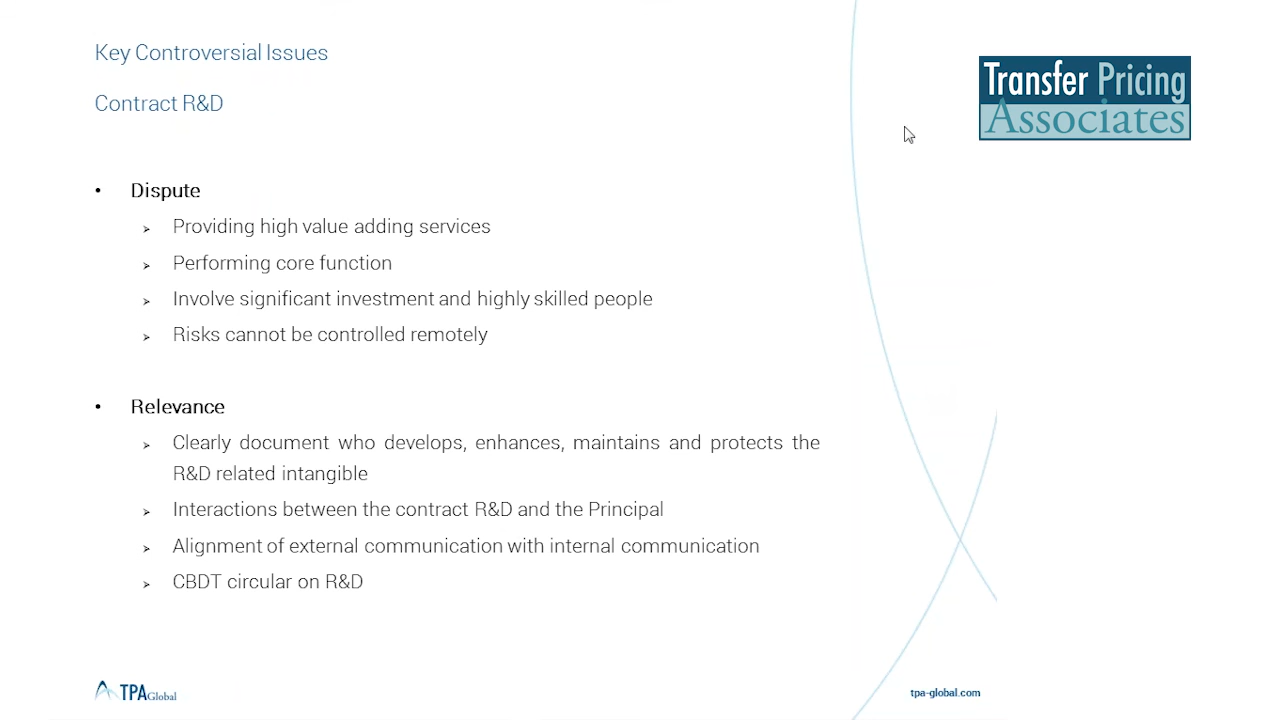 Key Controversial Issues
Contract R&D
Transfer Pricing
Associates
• Dispute
➢ Providing high value adding services
➢ Performing core function
➢ Involve significant investment and highly skilled people
➢ Risks cannot be controlled remotely
• Relevance
➢ Clearly document who develops, enhances, maintains and protects the
R&D related intangible
➢ Interactions between the contract R&D and the Principal
➢ Alignment of external communication with internal communication
➢ CBDT circular on R&D
TPA Global
tpa-global.com